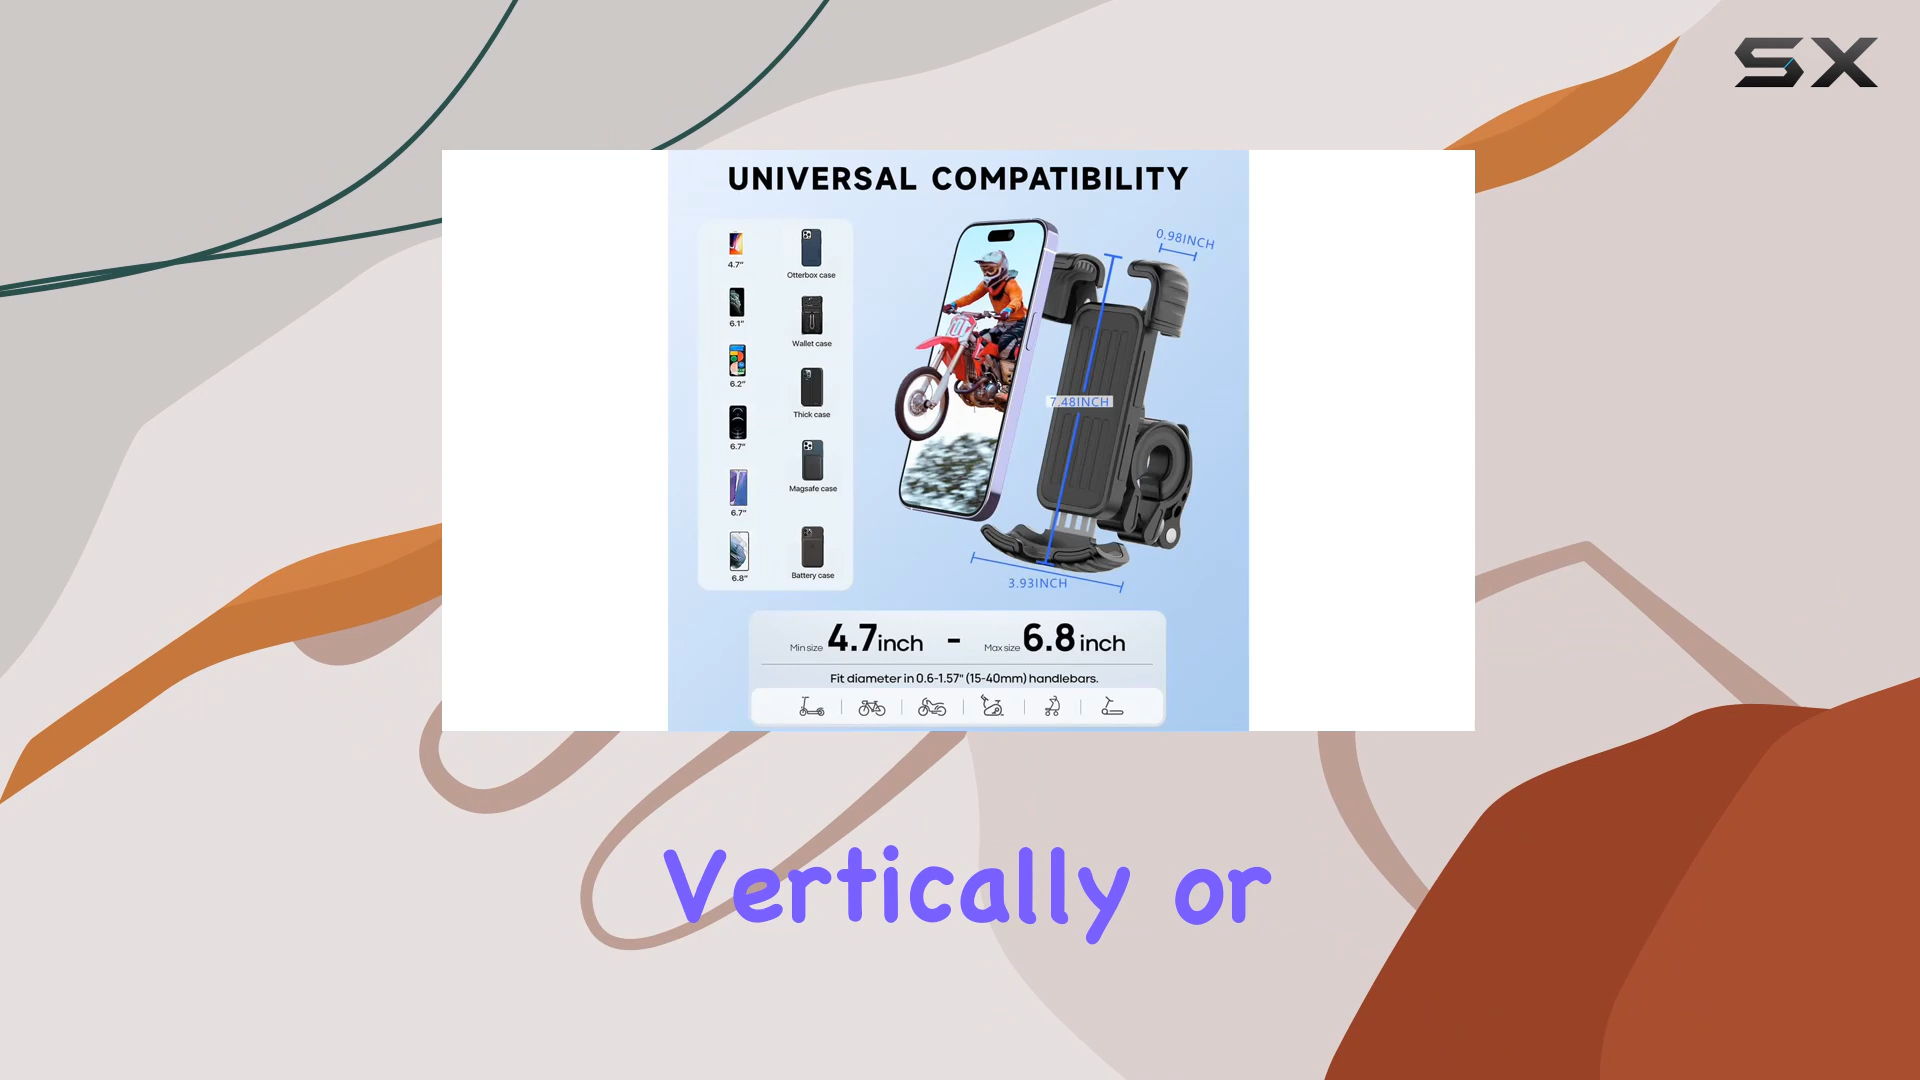 SX
UNIVERSAL COMPATIBILITY
4.7"
Otterbox case
6.1"
Wallet case
6.2"
Thick case
6.7"
Magsafe case
6.7"
Battery case
6.8"
0.98INCH
7.48INCH
3.93INCH
Min size 4.7inch - Max size 6.8inch
Fit diameter in 0.6-1.57" (15-40mm) handlebars.
Vertically or